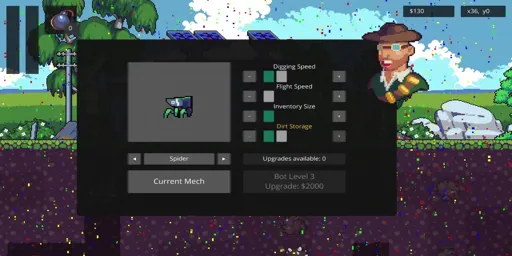 $130
x36, y0
Digging Speed
- +
Flight Speed
- +
Inventory Size
- +
Dirt Storage
- +
Spider
Upgrades available: 0
Current Mech
Bot Level 3
Upgrade: $2000